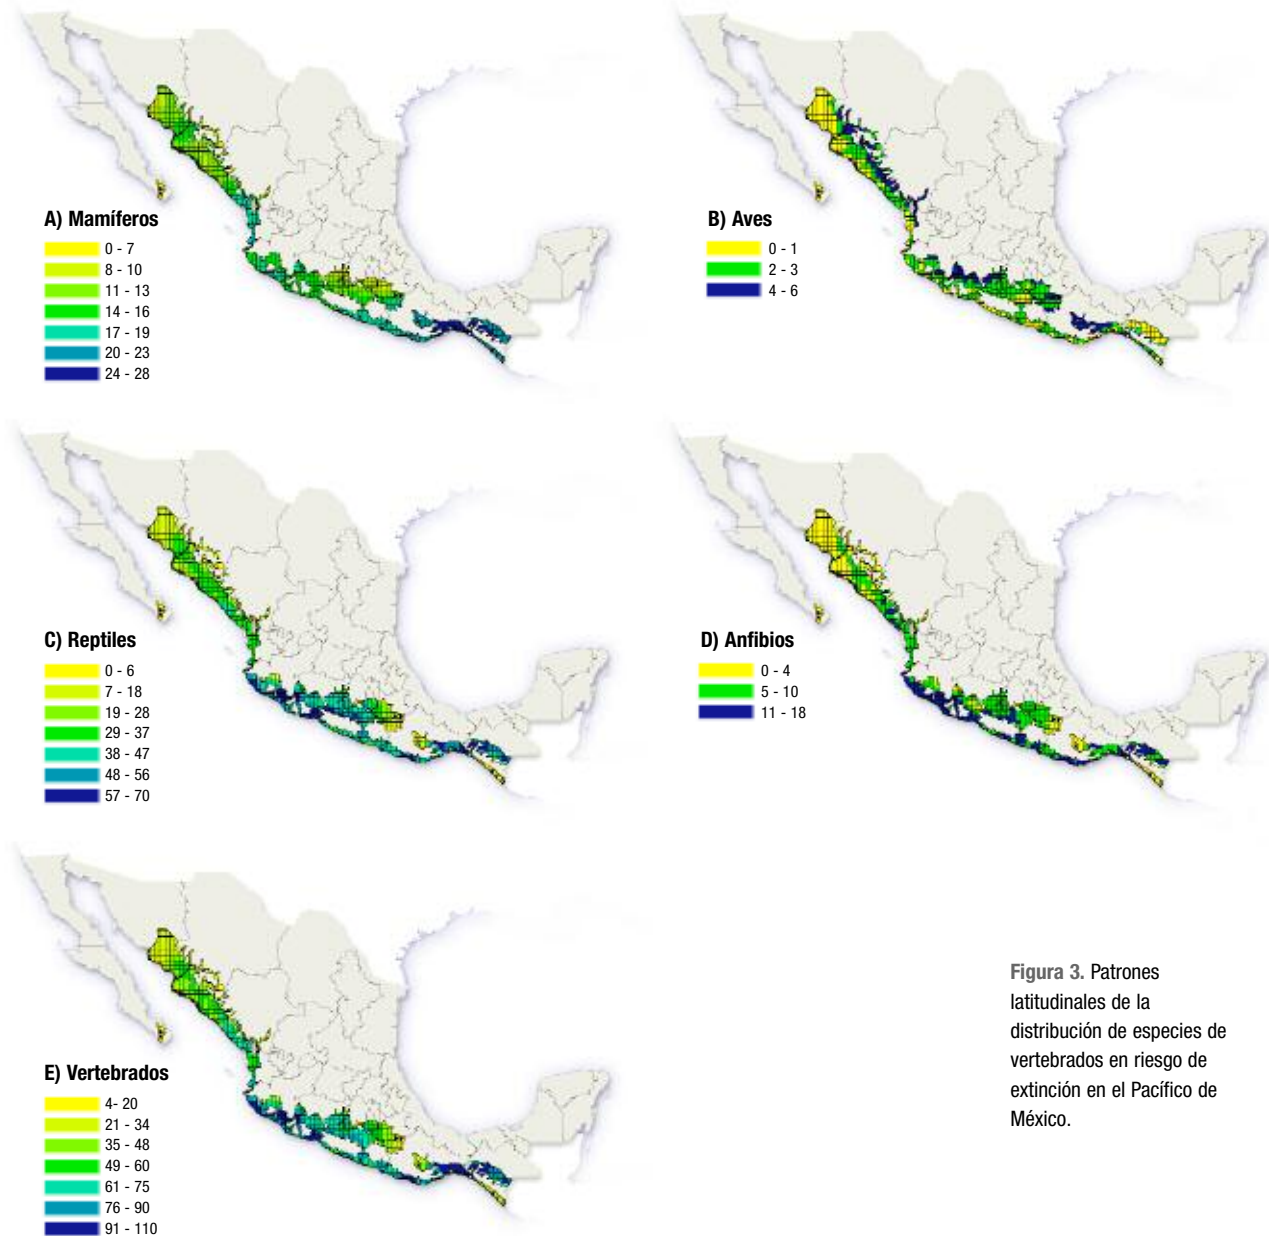 A) Mamíferos
0 - 7
8 - 10
11 - 13
14 - 16
17 - 19
20 - 23
24 - 28
B) Aves
0 - 1
2 - 3
4 - 6
C) Reptiles
0 - 6
7 - 18
19 - 28
29 - 37
38 - 47
48 - 56
57 - 70
D) Anfibios
0 - 4
5 - 10
11 - 18
E) Vertebrados
4- 20
21 - 34
35 - 48
49 - 60
61 - 75
76 - 90
91 - 110
Figura 3. Patrones
latitudinales de la
distribución de especies de
vertebrados en riesgo de
extinción en el Pacífico de
México.